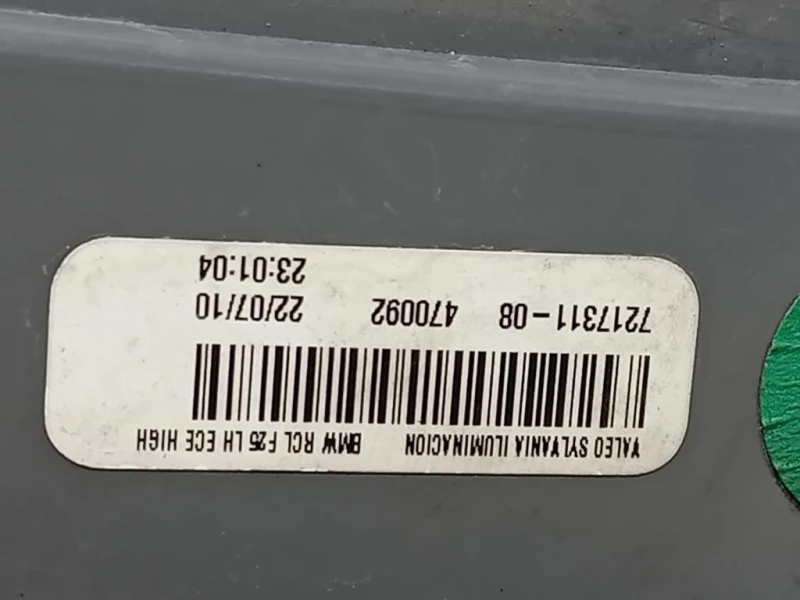 VALEO SYLVANIA ILUMINACION BMW RCL F25 LH ECE HIGH
7217311-08 470092 22/07/10
23:01:04